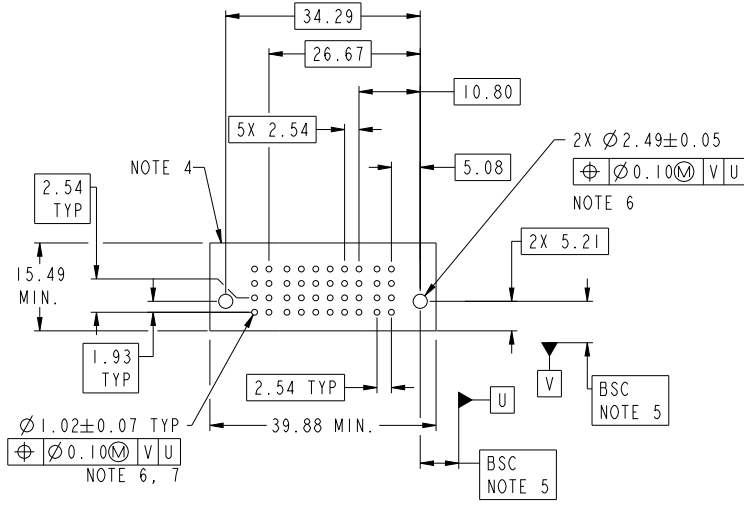 34.29
26.67
10.80
5X 2.54
2X Ø2.49±0.05
⌖ Ø0.10Ⓜ V U
NOTE 6
NOTE 4
5.08
2.54
TYP
2X 5.21
15.49
MIN.
1.93
TYP
2.54 TYP
V
U
BSC
NOTE 5
Ø1.02±0.07 TYP
⌖ Ø0.10Ⓜ V U
NOTE 6, 7
39.88 MIN.
BSC
NOTE 5